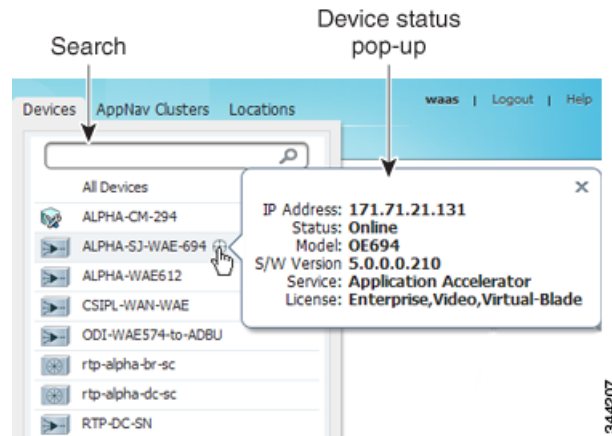 Device status
pop-up
Search
Devices AppNav Clusters Locations
waas | Logout | Help
All Devices
ALPHA-CM-294
ALPHA-SJ-WAE-694
ALPHA-WAE612
CSIPL-WAN-WAE
ODI-WAE574-to-ADBU
rtp-alpha-br-sc
rtp-alpha-dc-sc
RTP-DC-SN
IP Address: 171.71.21.131
Status: Online
Model: OE694
S/W Version 5.0.0.0.210
Service: Application Accelerator
License: Enterprise,Video,Virtual-Blade
344207